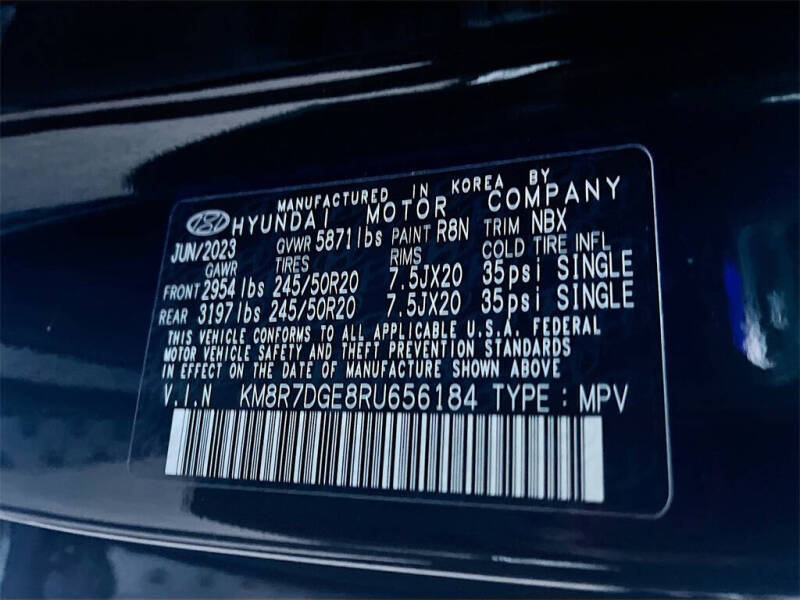 MANUFACTURED IN KOREA BY
HYUNDAI MOTOR COMPANY
JUN/2023 GVWR 5871lbs PAINT R8N TRIM NBX
GAWR TIRES RIMS COLD TIRE INFL
FRONT 2954lbs 245/50R20 7.5JX20 35psi SINGLE
REAR 3197lbs 245/50R20 7.5JX20 35psi SINGLE
THIS VEHICLE CONFORMS TO ALL APPLICABLE U.S.A. FEDERAL
MOTOR VEHICLE SAFETY AND THEFT PREVENTION STANDARDS
IN EFFECT ON THE DATE OF MANUFACTURE SHOWN ABOVE
V.I.N KM8R7DGE8RU656184 TYPE : MPV